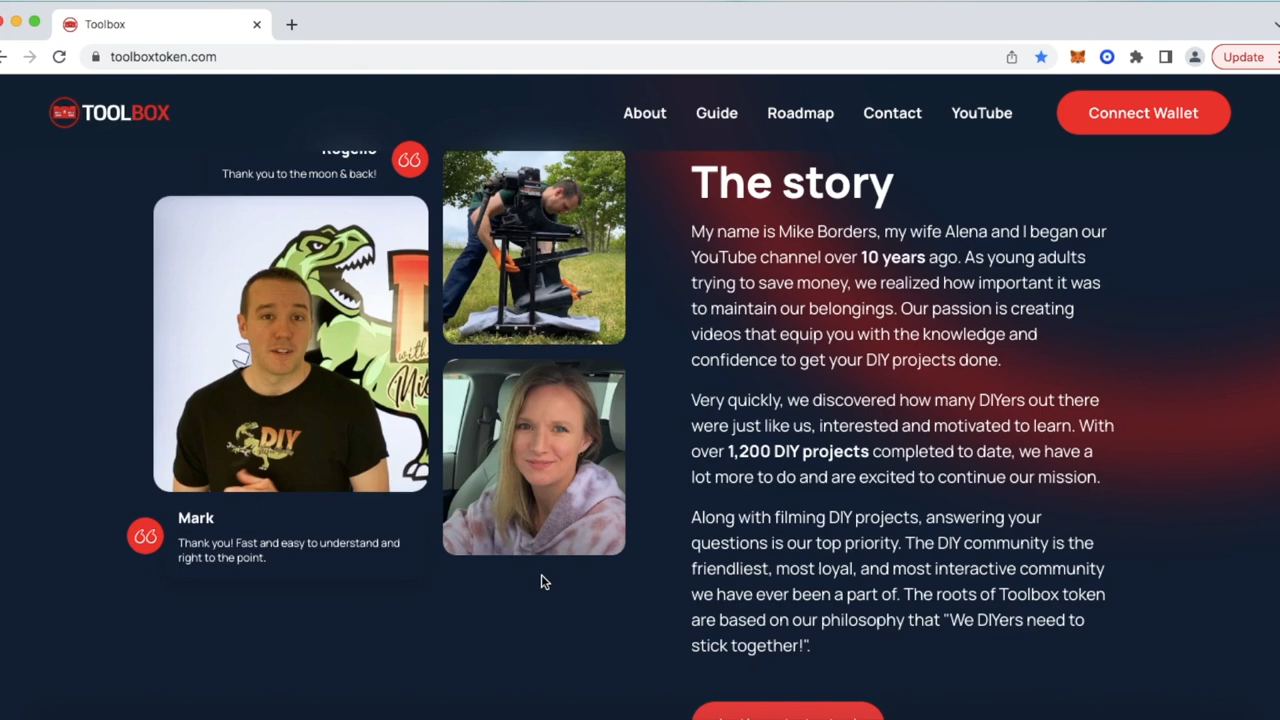 Toolbox
toolboxtoken.com
Update
TOOLBOX
About
Guide
Roadmap
Contact
YouTube
Connect Wallet
Rogelio
Thank you to the moon & back!
DIY
Mark
Thank you! Fast and easy to understand and
right to the point.
The story
My name is Mike Borders, my wife Alena and I began our
YouTube channel over 10 years ago. As young adults
trying to save money, we realized how important it was
to maintain our belongings. Our passion is creating
videos that equip you with the knowledge and
confidence to get your DIY projects done.
Very quickly, we discovered how many DIYers out there
were just like us, interested and motivated to learn. With
over 1,200 DIY projects completed to date, we have a
lot more to do and are excited to continue our mission.
Along with filming DIY projects, answering your
questions is our top priority. The DIY community is the
friendliest, most loyal, and most interactive community
we have ever been a part of. The roots of Toolbox token
are based on our philosophy that "We DIYers need to
stick together!".